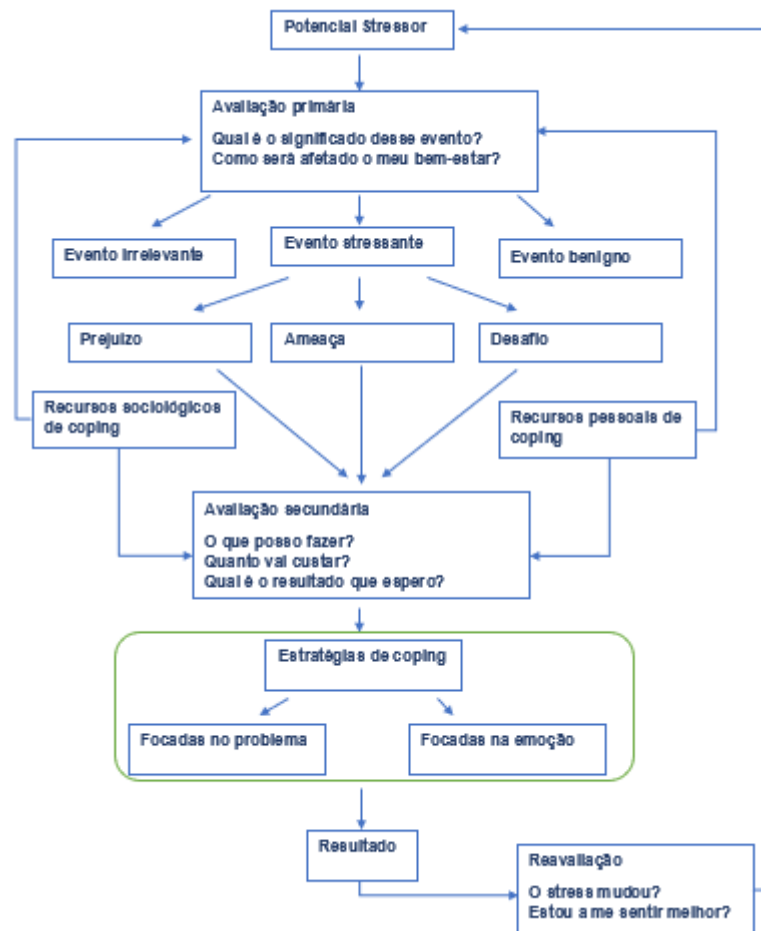 Potencial Stressor
Avaliação primária
Qual é o significado desse evento?
Como será afetado o meu bem-estar?
Evento irrelevante
Evento stressante
Evento benigno
Prejuízo
Ameaça
Desafio
Recursos sociológicos
de coping
Recursos pessoais de
coping
Avaliação secundária
O que posso fazer?
Quanto vai custar?
Qual é o resultado que espero?
Estratégias de coping
Focadas no problema
Focadas na emoção
Resultado
Reavaliação
O stress mudou?
Estou a me sentir melhor?